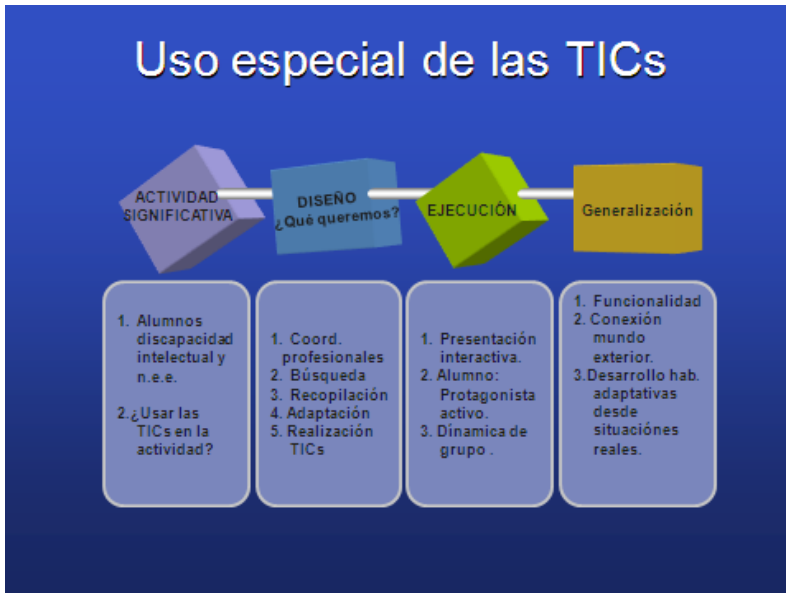 Uso especial de las TICs
ACTIVIDAD
SIGNIFICATIVA
DISEÑO
¿Qué queremos?
EJECUCIÓN
Generalización
1. Alumnos
discapacidad
intelectual y
n.e.e.
2.¿Usar las
TICs en la
actividad?
1. Coord.
profesionales
2. Búsqueda
3. Recopilación
4. Adaptación
5. Realización
TICs
1. Presentación
interactiva.
2. Alumno:
Protagonista
activo.
3. Dínamica de
grupo .
1. Funcionalidad
2. Conexión
mundo
exterior.
3.Desarrollo hab.
adaptativas
desde
situaciónes
reales.